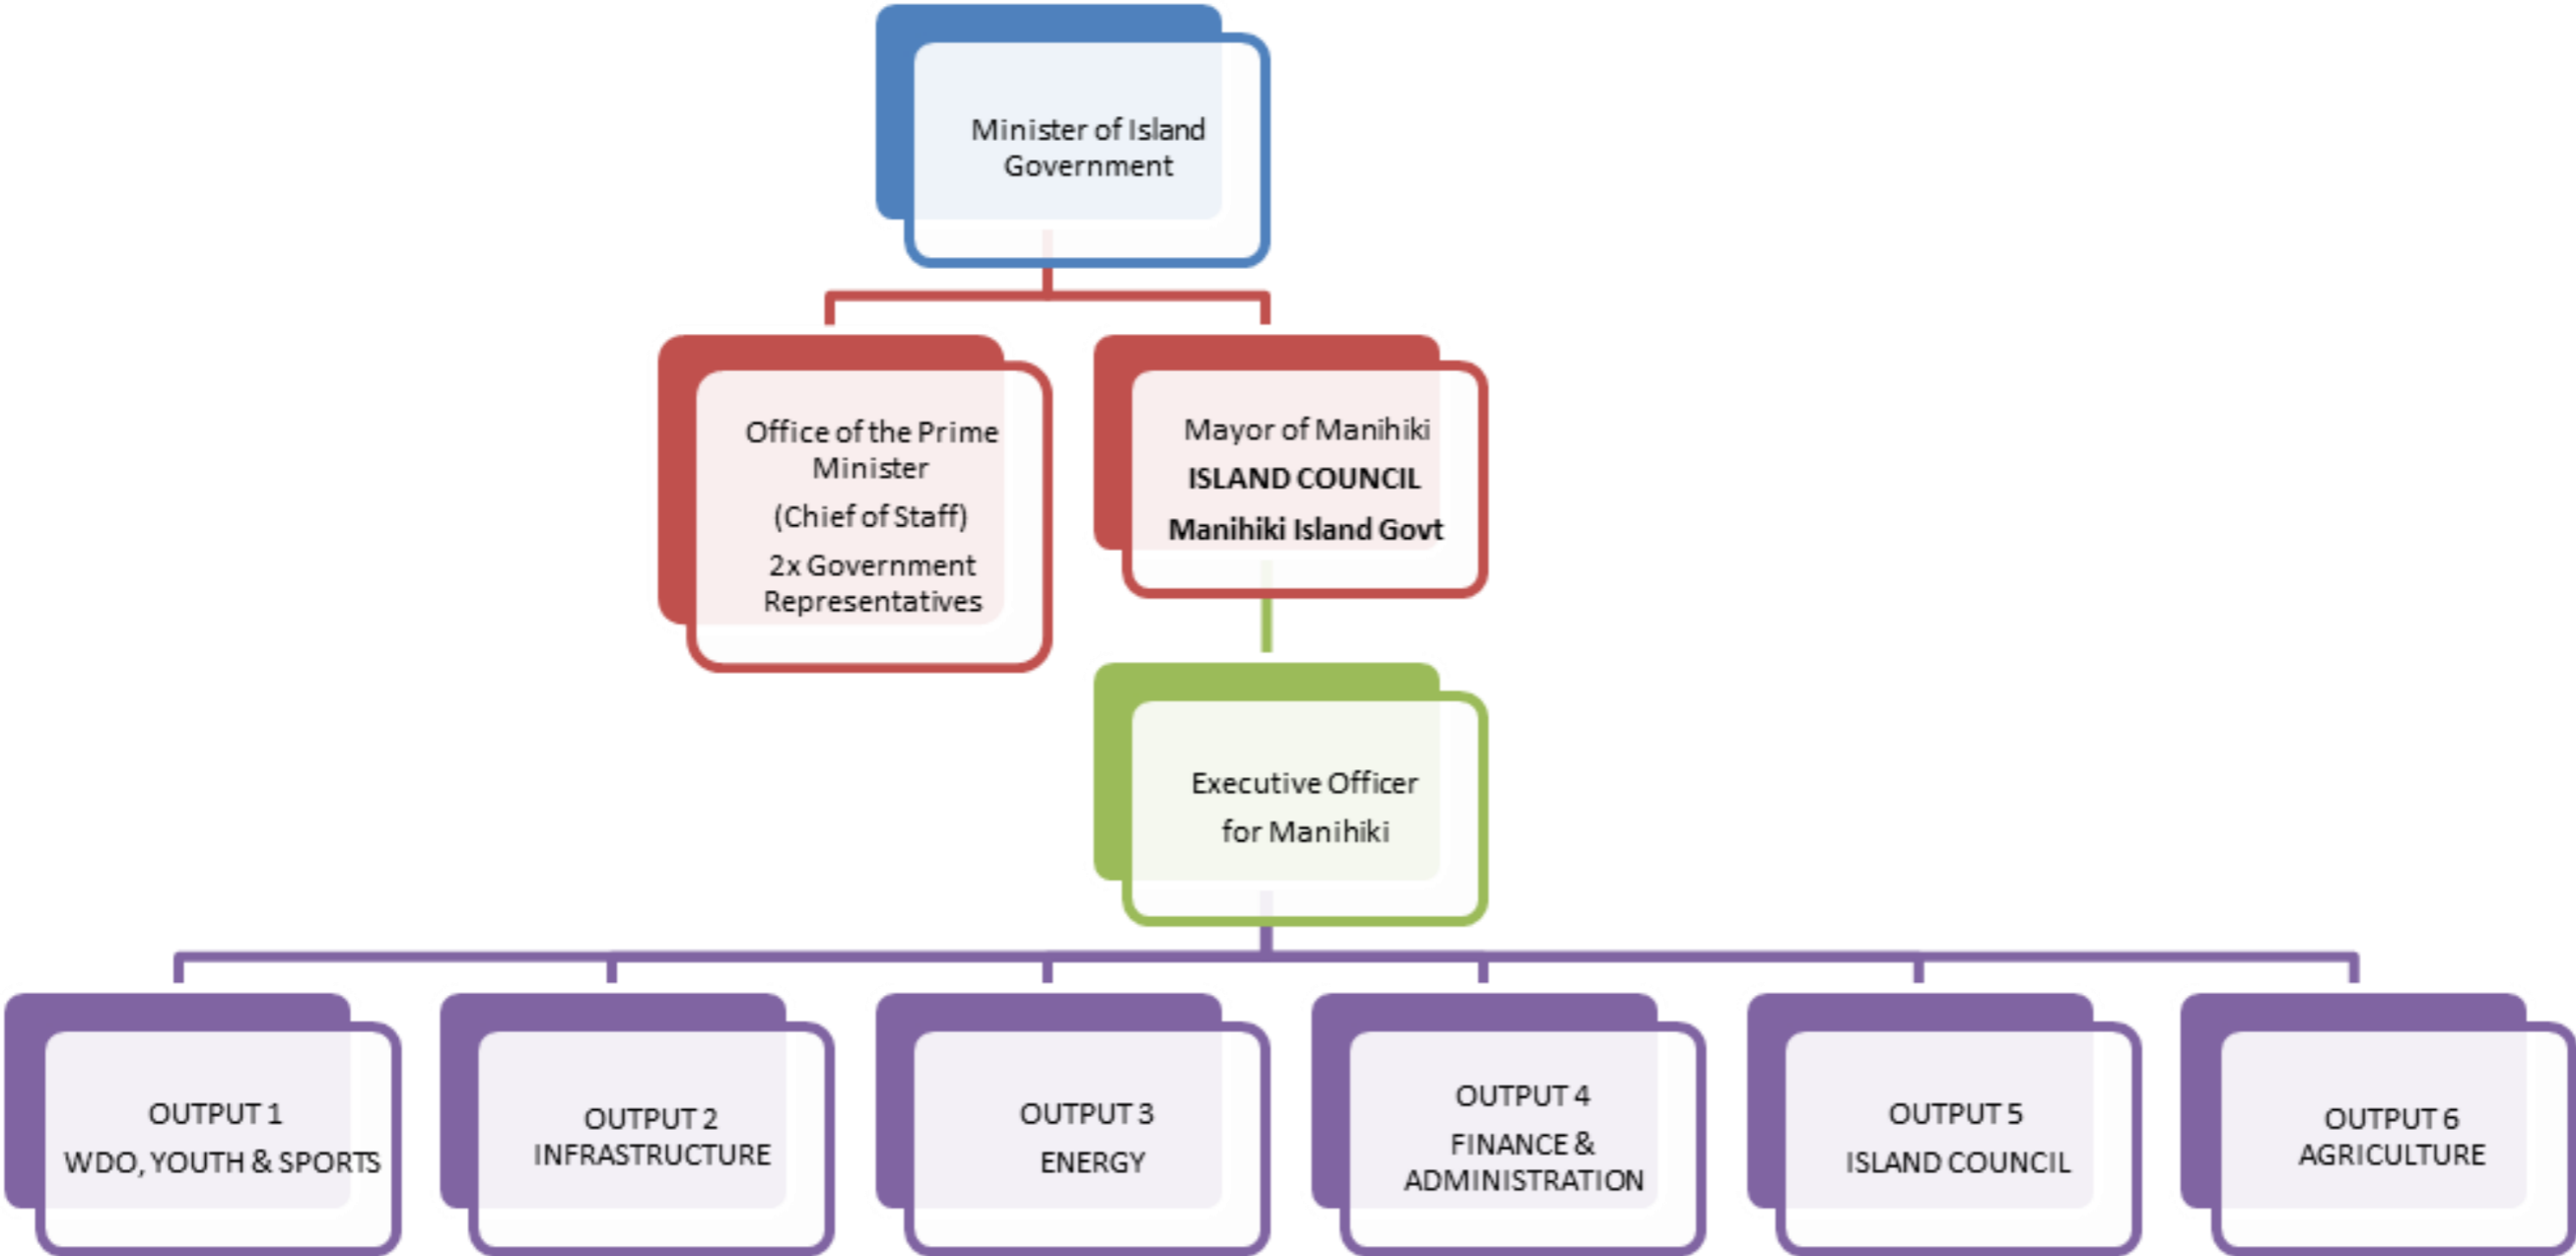 Minister of Island
Government
Office of the Prime
Minister
(Chief of Staff)
2x Government
Representatives
Mayor of Manihiki
ISLAND COUNCIL
Manihiki Island Govt
Executive Officer
for Manihiki
OUTPUT 1
WDO, YOUTH & SPORTS
OUTPUT 2
INFRASTRUCTURE
OUTPUT 3
ENERGY
OUTPUT 4
FINANCE &
ADMINISTRATION
OUTPUT 5
ISLAND COUNCIL
OUTPUT 6
AGRICULTURE